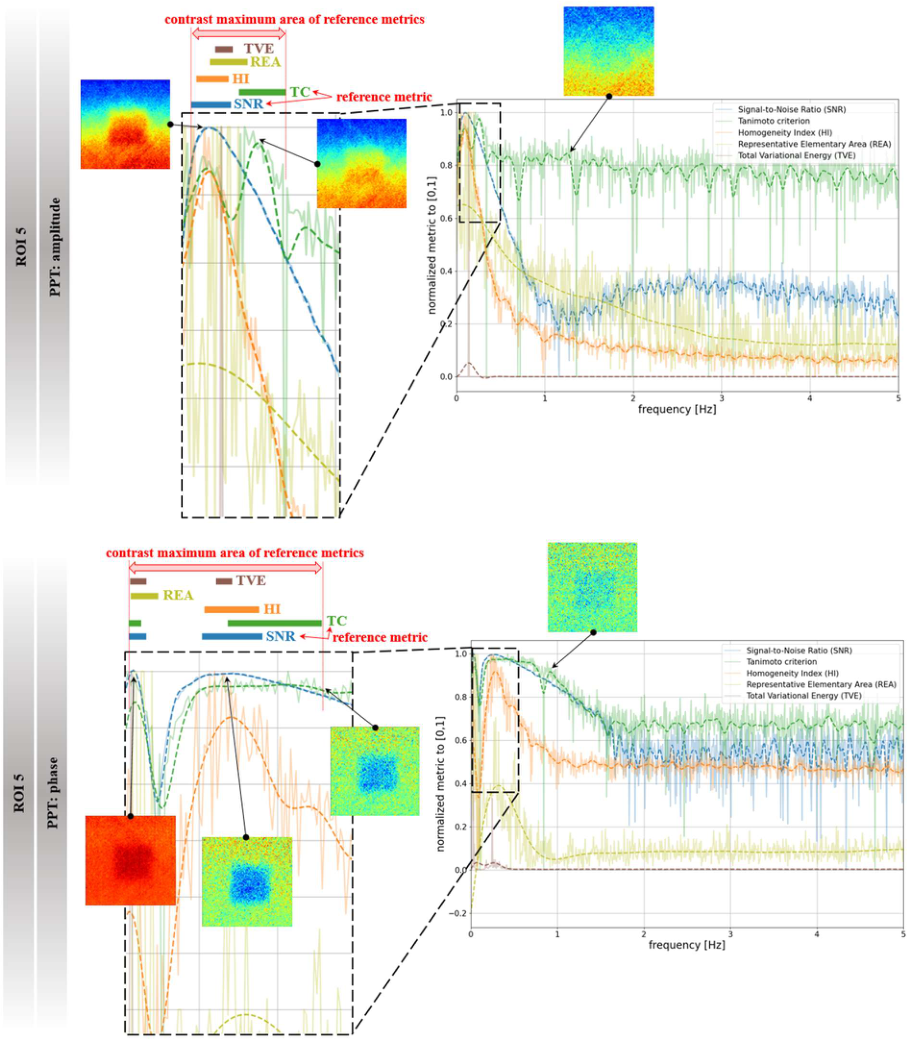 contrast maximum area of reference metrics
TVE
REA
HI
TC
reference metric
SNR
ROI 5
PPT: amplitude
Signal-to-Noise Ratio (SNR)
Tanimoto criterion
Homogeneity Index (HI)
Representative Elementary Area (REA)
Total Variational Energy (TVE)
normalized metric to [0,1]
1.0
0.8
0.6
0.4
0.2
0.0
0
1
2
3
4
5
frequency [Hz]
contrast maximum area of reference metrics
TVE
REA
HI
TC
SNR
reference metric
ROI 5
PPT: phase
Signal-to-Noise Ratio (SNR)
Tanimoto criterion
Homogeneity Index (HI)
Representative Elementary Area (REA)
Total Variational Energy (TVE)
normalized metric to [0,1]
1.0
0.8
0.6
0.4
0.2
0.0
−0.2
0
1
2
3
4
5
frequency [Hz]